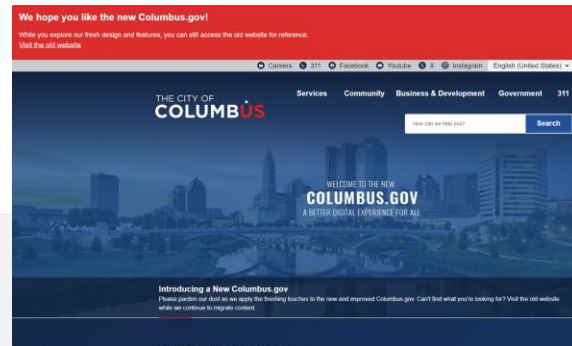 We hope you like the new Columbus.gov!
While you explore our fresh design and features, you can still access the old website for reference.
Visit the old website
Careers 311 Facebook Youtube X Instagram English (United States)
THE CITY OF
COLUMBUS
Services Community Business & Development Government 311
How can we help you? Search
WELCOME TO THE NEW
COLUMBUS.GOV
A BETTER DIGITAL EXPERIENCE FOR ALL
Introducing a New Columbus.gov
Please pardon our dust as we apply the finishing touches to the new and improved Columbus.gov. Can't find what you're looking for? Visit the old website
while we continue to migrate content.